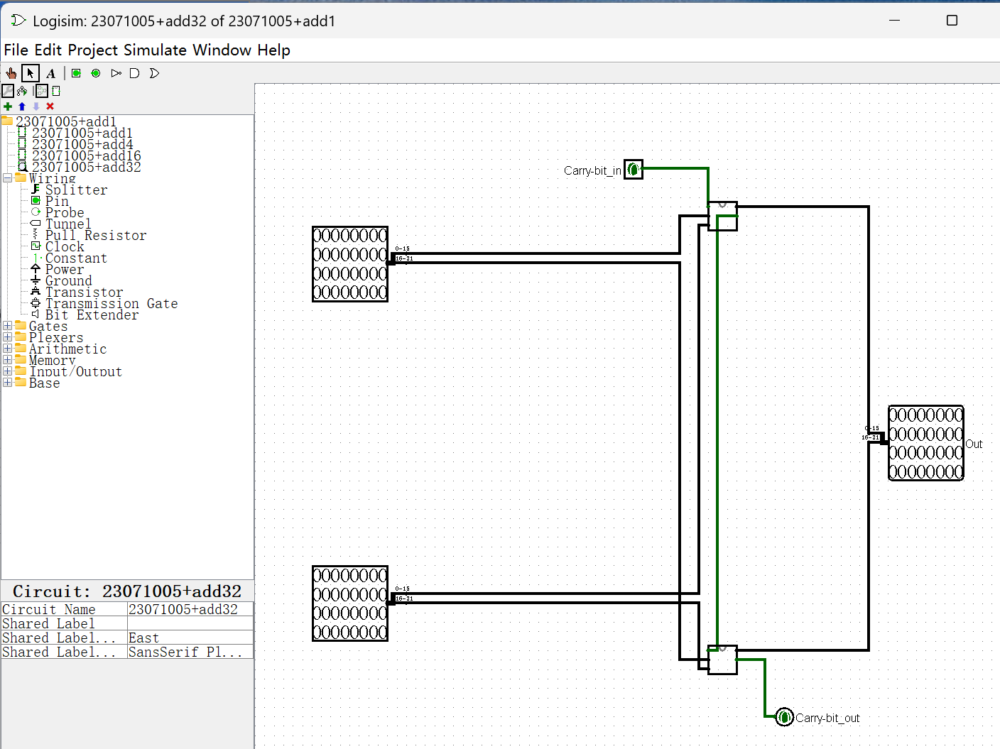 Logisim: 23071005+add32 of 23071005+add1
File Edit Project Simulate Window Help
A
23071005+add1
23071005+add1
23071005+add4
23071005+add16
23071005+add32
Wiring
Splitter
Pin
Probe
Tunnel
Pull Resistor
Clock
Constant
Power
Ground
Transistor
Transmission Gate
Bit Extender
Gates
Plexers
Arithmetic
Memory
Input/Output
Base
Circuit: 23071005+add32
Circuit Name 23071005+add32
Shared Label
Shared Label... East
Shared Label... SansSerif Pl...
Carry-bit_in
0
00000000
00000000
00000000
00000000
0-15
16-21
00000000
00000000
00000000
00000000
0-15
16-21
0-15
16-21
00000000
00000000
00000000
00000000
Out
0
Carry-bit_out